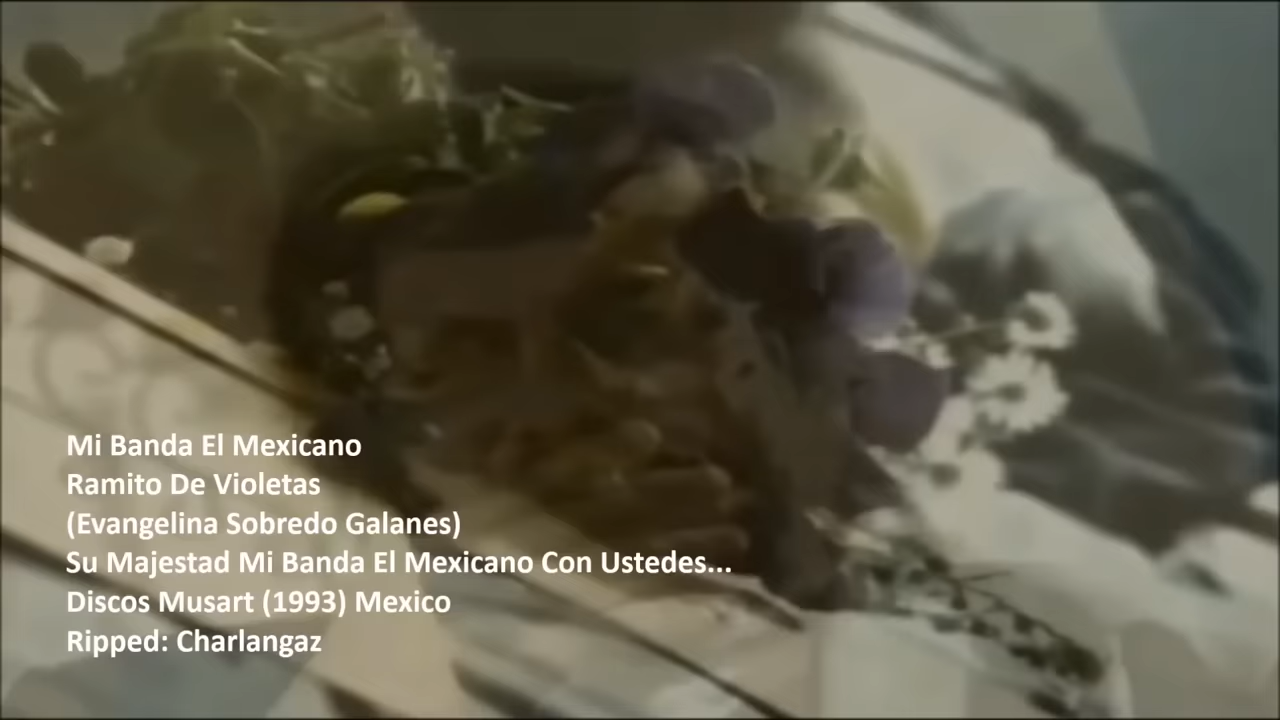 Mi Banda El Mexicano
Ramito De Violetas
(Evangelina Sobredo Galanes)
Su Majestad Mi Banda El Mexicano Con Ustedes...
Discos Musart (1993) Mexico
Ripped: Charlangaz